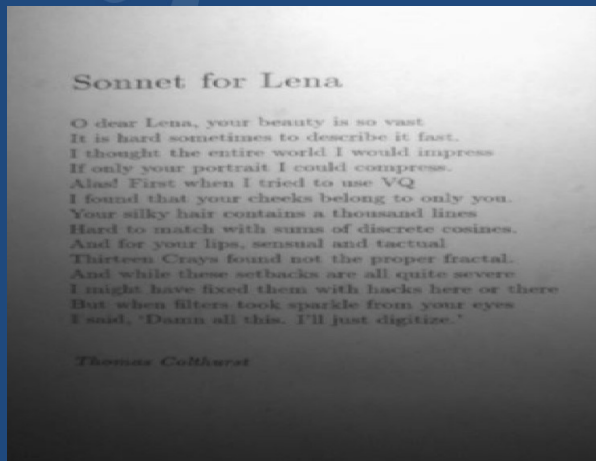 Sonnet for Lena
O dear Lena, your beauty is so vast
It is hard sometimes to describe it fast.
I thought the entire world I would impress
If only your portrait I could compress.
Alas! First when I tried to use VQ
I found that your cheeks belong to only you.
Your silky hair contains a thousand lines
Hard to match with sums of discrete cosines.
And for your lips, sensual and tactual
Thirteen Crays found not the proper fractal.
And while these setbacks are all quite severe
I might have fixed them with hacks here or there
But when filters took sparkle from your eyes
I said, 'Damn all this. I'll just digitize.'
Thomas Colthurst